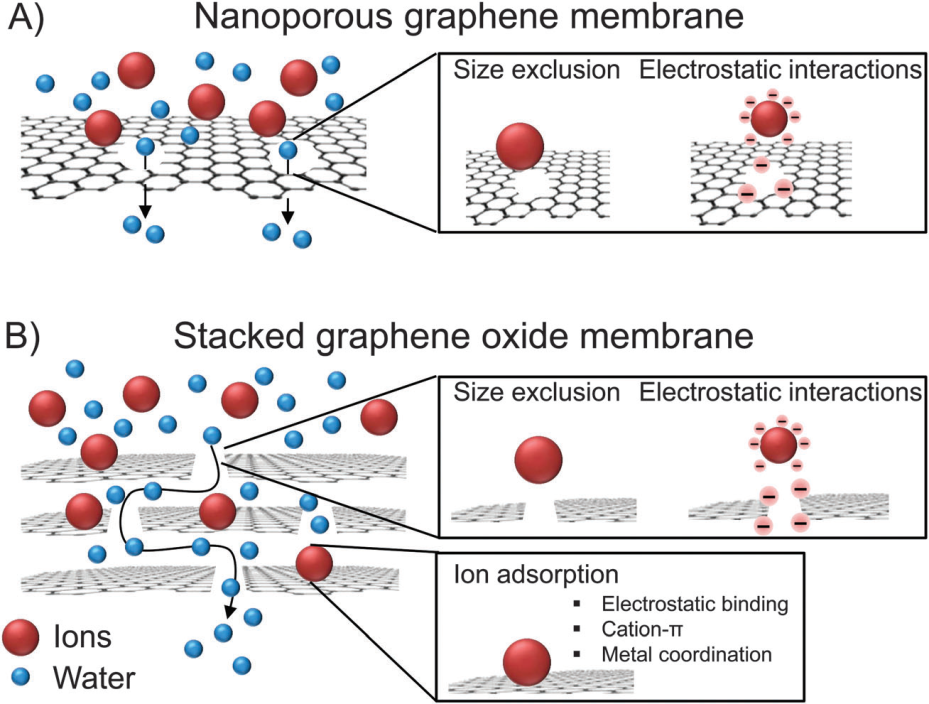 A) Nanoporous graphene membrane
Size exclusion Electrostatic interactions
B) Stacked graphene oxide membrane
Size exclusion Electrostatic interactions
Ion adsorption
▪ Electrostatic binding
▪ Cation-π
▪ Metal coordination
Ions
Water